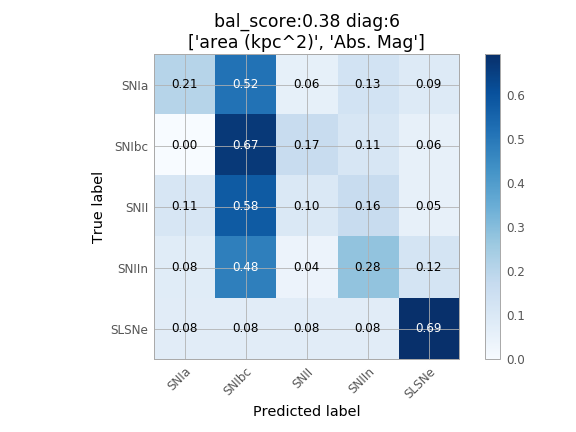 bal_score:0.38 diag:6
['area (kpc^2)', 'Abs. Mag']
True label
SNIa 0.21 0.52 0.06 0.13 0.09
SNIbc 0.00 0.67 0.17 0.11 0.06
SNII 0.11 0.58 0.10 0.16 0.05
SNIIn 0.08 0.48 0.04 0.28 0.12
SLSNe 0.08 0.08 0.08 0.08 0.69
SNIa SNIbc SNII SNIIn SLSNe
Predicted label
0.6
0.5
0.4
0.3
0.2
0.1
0.0